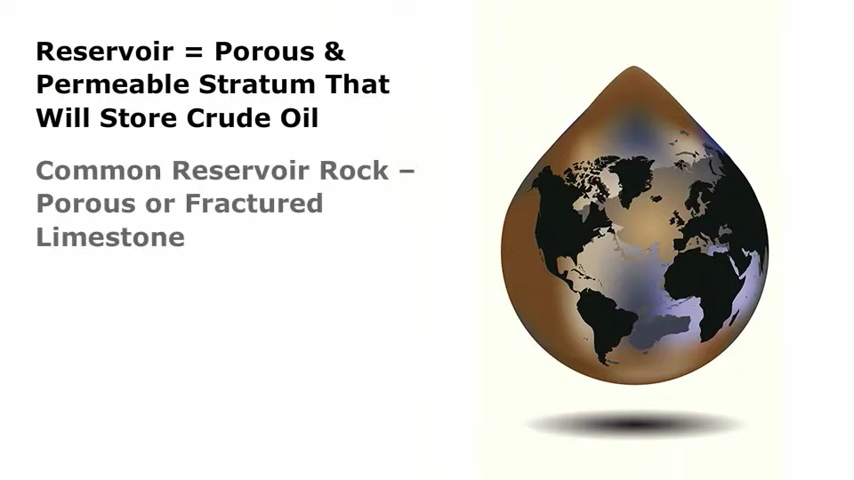 Reservoir = Porous &
Permeable Stratum That
Will Store Crude Oil
Common Reservoir Rock –
Porous or Fractured
Limestone